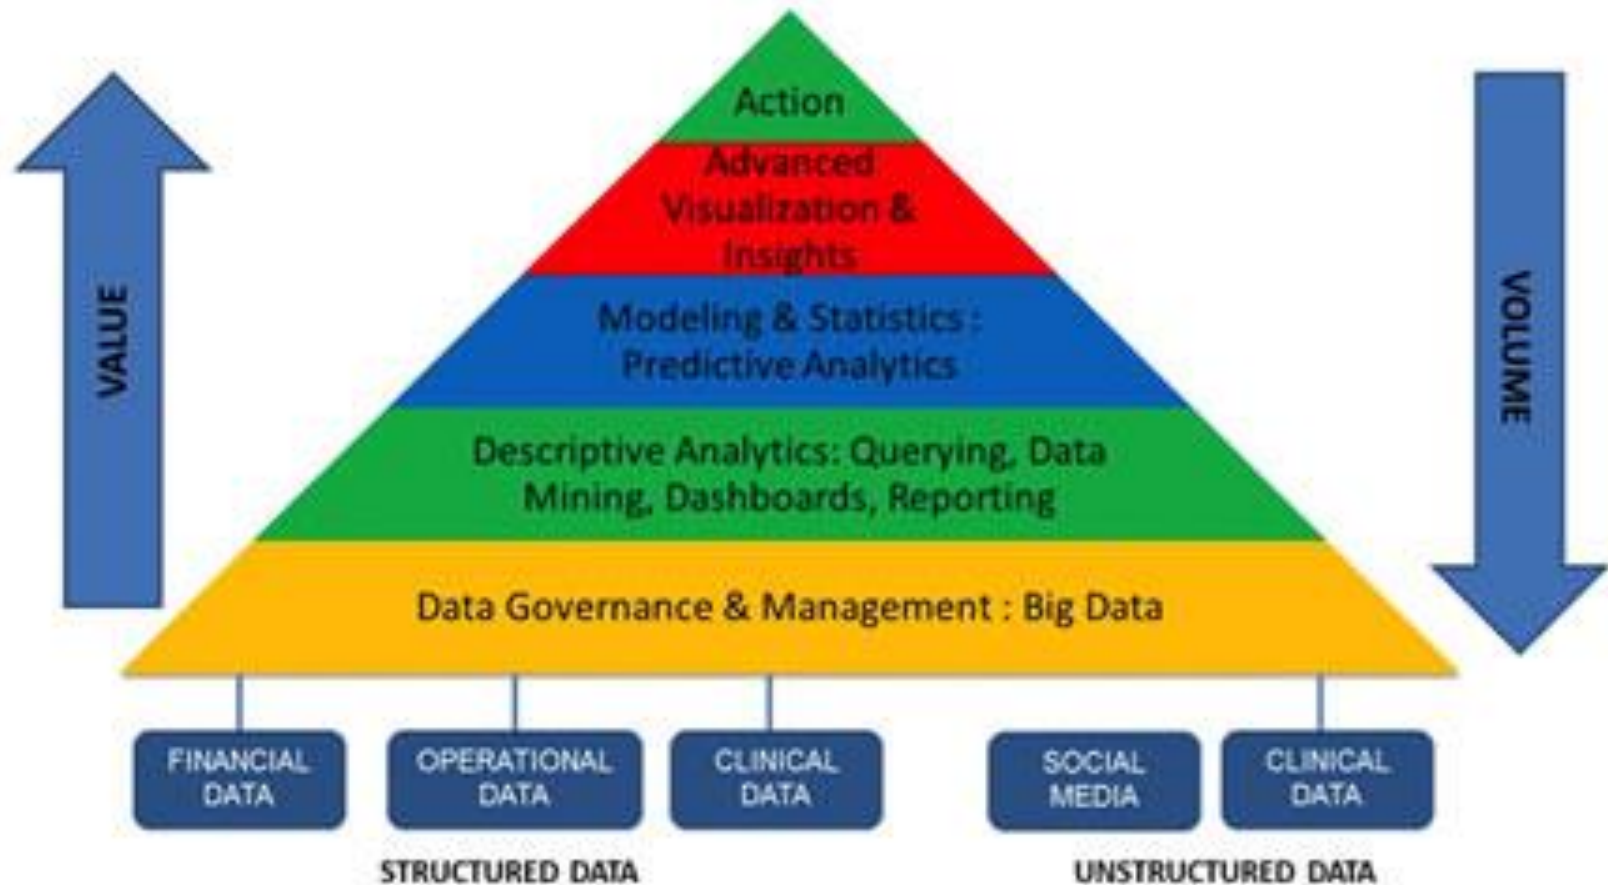 Action
Advanced
Visualization &
Insights
VALUE
VOLUME
Modeling & Statistics :
Predictive Analytics
Descriptive Analytics: Querying, Data
Mining, Dashboards, Reporting
Data Governance & Management : Big Data
FINANCIAL
DATA
OPERATIONAL
DATA
CLINICAL
DATA
SOCIAL
MEDIA
CLINICAL
DATA
STRUCTURED DATA
UNSTRUCTURED DATA